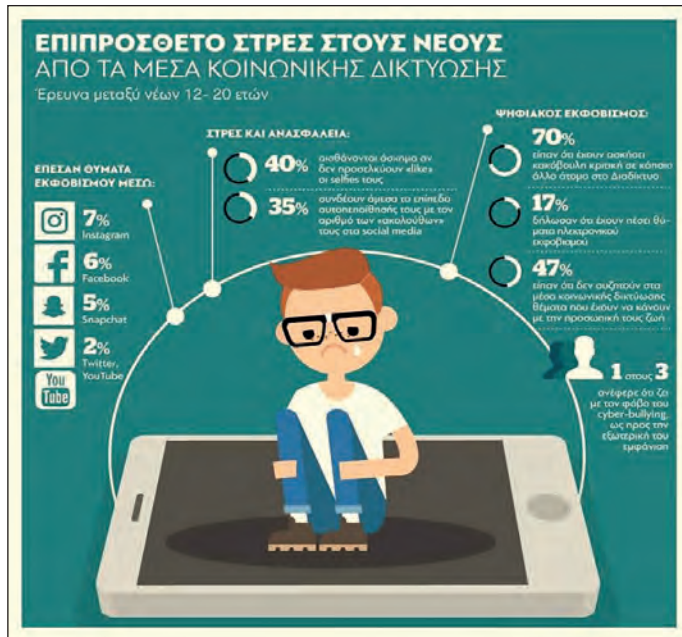 ΕΠΙΠΡΟΣΘΕΤΟ ΣΤΡΕΣ ΣΤΟΥΣ ΝΕΟΥΣ
ΑΠΟ ΤΑ ΜΕΣΑ ΚΟΙΝΩΝΙΚΗΣ ΔΙΚΤΥΩΣΗΣ
Έρευνα μεταξύ νέων 12- 20 ετών
ΕΠΕΣΑΝ ΘΥΜΑΤΑ
ΕΚΦΟΒΙΣΜΟΥ ΜΕΣΩ:
7%
Instagram
6%
Facebook
5%
Snapchat
2%
Twitter,
YouTube
You
Tube
ΣΤΡΕΣ ΚΑΙ ΑΝΑΣΦΑΛΕΙΑ:
40%
αισθάνονται άσχημα αν
δεν προσελκύουν «like»
οι selfies τους
35%
συνδέουν άμεσα το επίπεδο
αυτοπεποίθησής τους με τον
αριθμό των «ακολούθων»
τους στα social media
ΨΗΦΙΑΚΟΣ ΕΚΦΟΒΙΣΜΟΣ:
70%
είπαν ότι έχουν ασκήσει
κακόβουλη κριτική σε κάποιο
άλλο άτομο στο Διαδίκτυο
17%
δήλωσαν ότι έχουν πέσει θύ-
ματα ηλεκτρονικού
εκφοβισμού
47%
είπαν ότι δεν συζητούν στα
μέσα κοινωνικής δικτύωσης
θέματα που έχουν να κάνουν
με την προσωπική τους ζωή
1 στους 3
ανέφερε ότι ζει
με τον φόβο του
cyber-bullying,
ως προς την
εξωτερική του
εμφάνιση